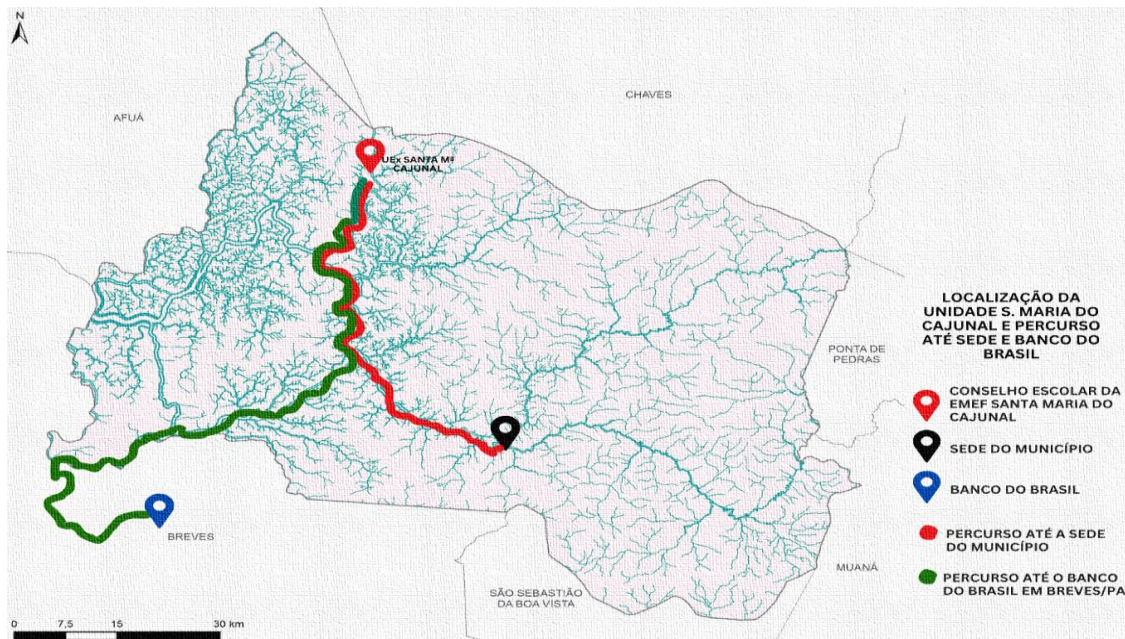 N
AFUÁ
CHAVES
UEx SANTA Mª
CAJUNAL
PONTA DE
PEDRAS
BREVES
SÃO SEBASTIÃO
DA BOA VISTA
MUANÁ
0 7,5 15 30 km
LOCALIZAÇÃO DA
UNIDADE S. MARIA DO
CAJUNAL E PERCURSO
ATÉ SEDE E BANCO DO
BRASIL
CONSELHO ESCOLAR DA
EMEF SANTA MARIA DO
CAJUNAL
SEDE DO MUNICÍPIO
BANCO DO BRASIL
PERCURSO ATÉ A SEDE
DO MUNICÍPIO
PERCURSO ATÉ O BANCO
DO BRASIL EM BREVES/PA